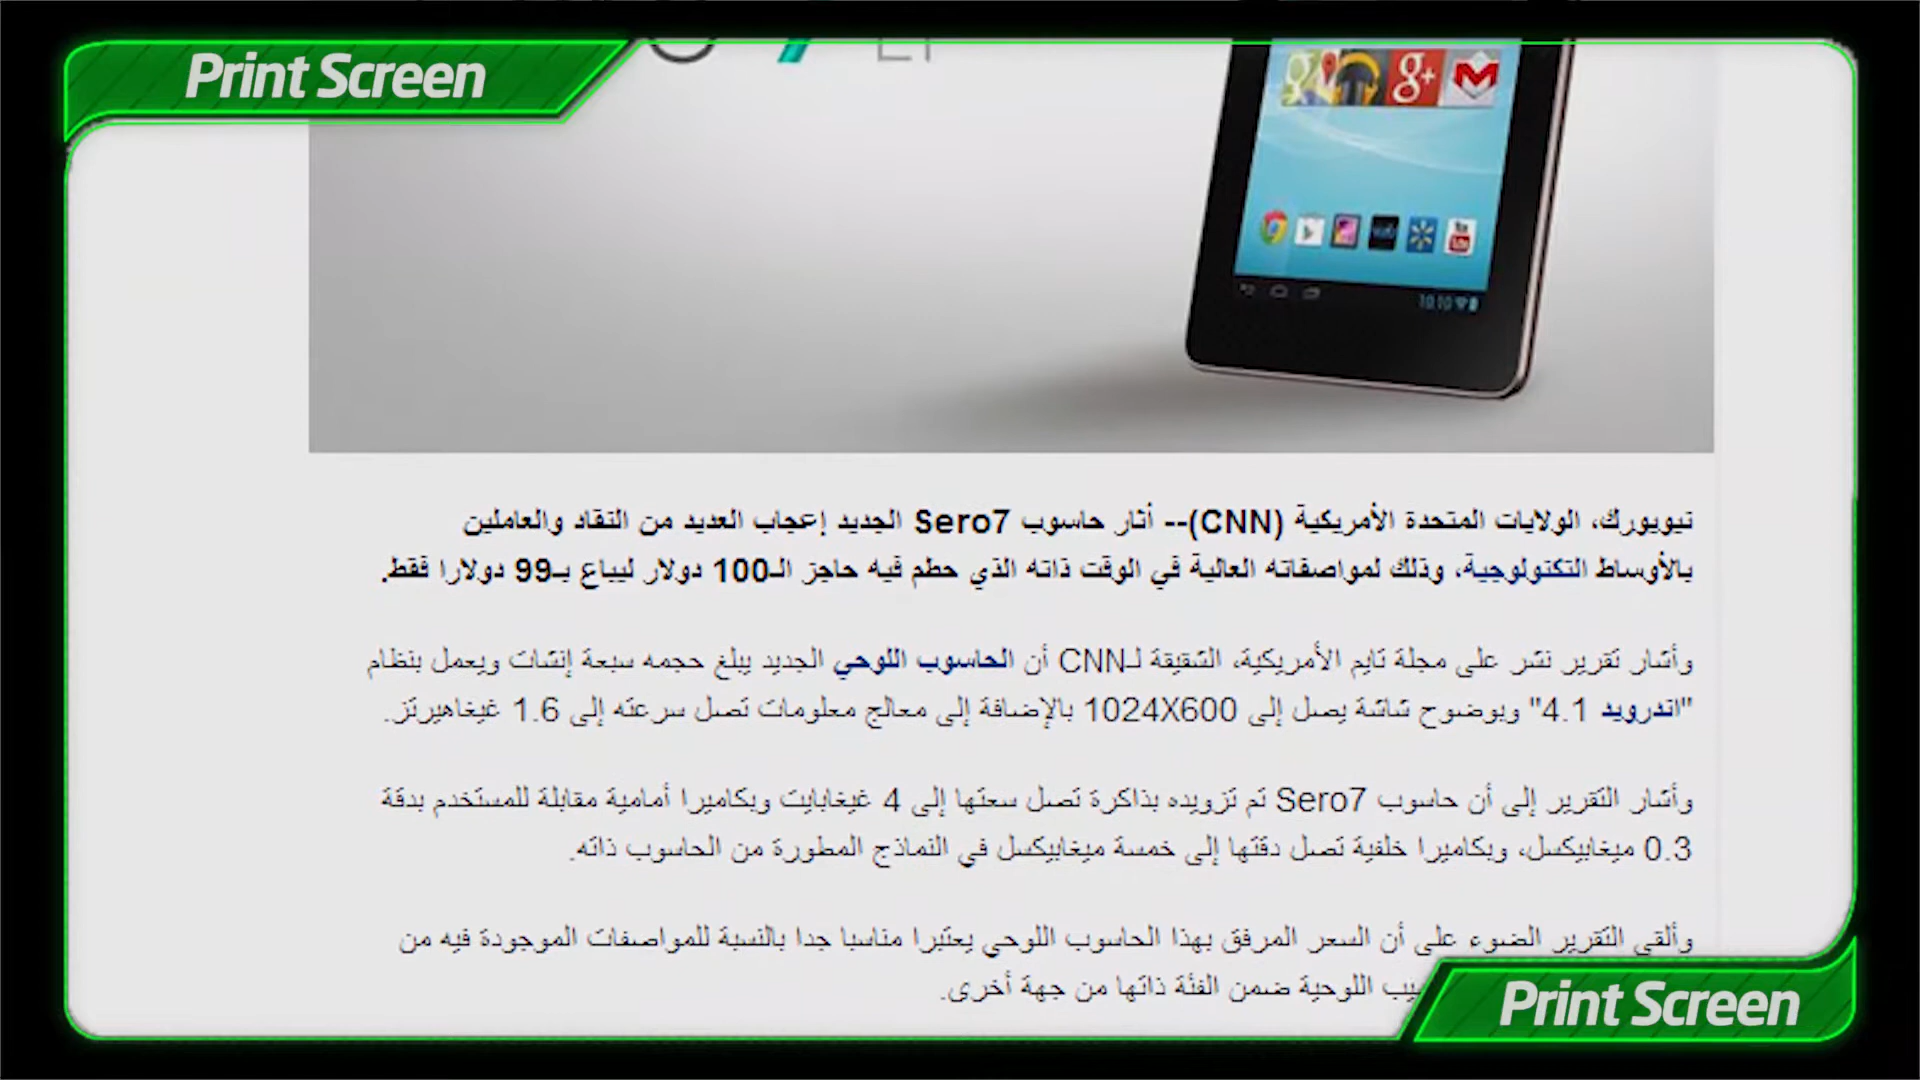 Print Screen
نيويورك، الولايات المتحدة الأمريكية (CNN)-- أثار حاسوب Sero7 الجديد إعجاب العديد من النقاد والعاملين
بالأوساط التكنولوجية، وذلك لمواصفاته العالية في الوقت ذاته الذي حطم فيه حاجز الـ100 دولار ليباع بـ99 دولارا فقط.
وأشار تقرير نشر على مجلة تايم الأمريكية، الشقيقة لـCNN أن الحاسوب اللوحي الجديد يبلغ حجمه سبعة إنشات ويعمل بنظام
"اندرويد 4.1" وبوضوح شاشة يصل إلى 1024X600 بالإضافة إلى معالج معلومات تصل سرعته إلى 1.6 غيغاهيرتز.
وأشار التقرير إلى أن حاسوب Sero7 تم تزويده بذاكرة تصل سعتها إلى 4 غيغابايت وبكاميرا أمامية مقابلة للمستخدم بدقة
0.3 ميغابيكسل، وبكاميرا خلفية تصل دقتها إلى خمسة ميغابيكسل في النماذج المطورة من الحاسوب ذاته.
وألقى التقرير الضوء على أن السعر المرفق بهذا الحاسوب اللوحي يعتبرا مناسبا جدا بالنسبة للمواصفات الموجودة فيه من
اللوحية ضمن الفئة ذاتها من جهة أخرى.
Print Screen